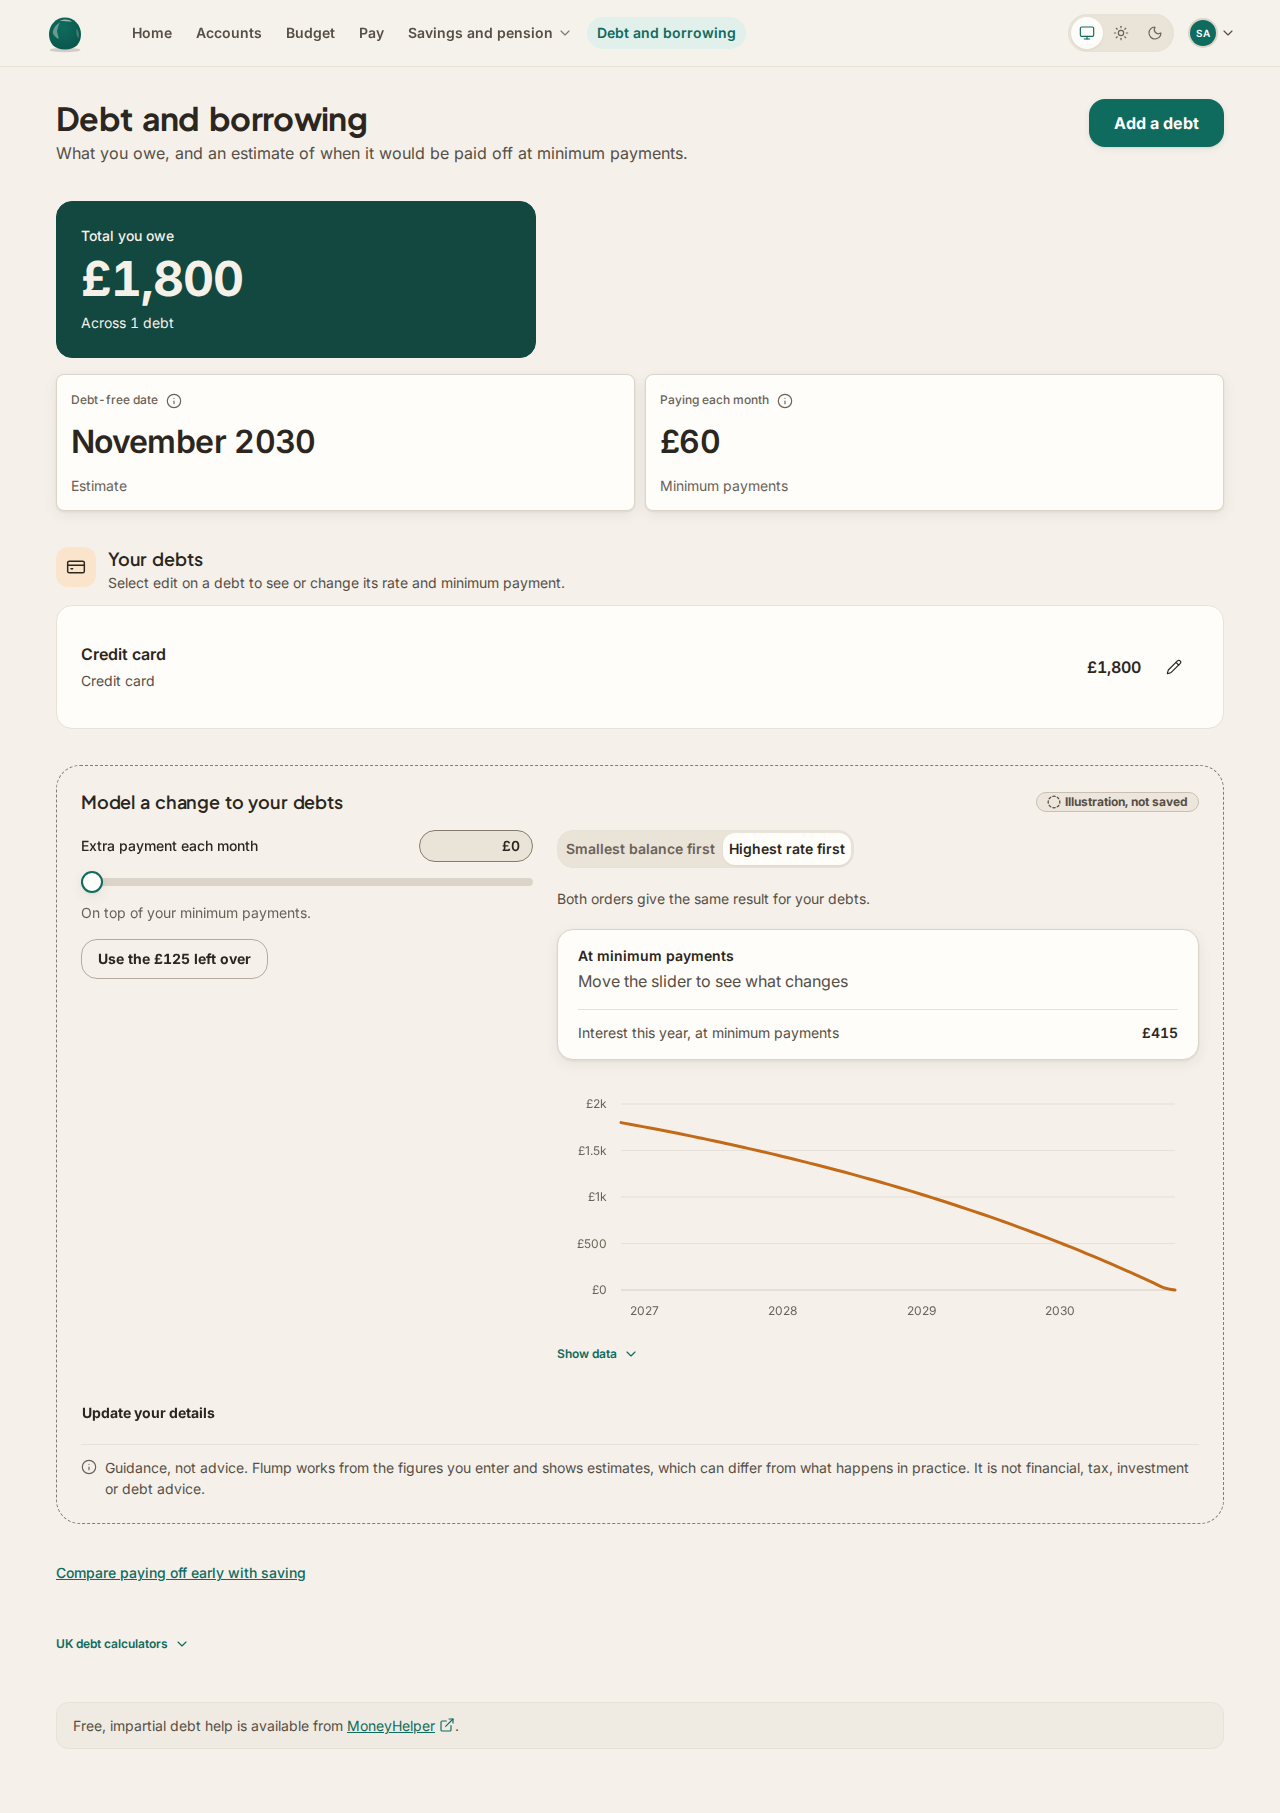 Home
Accounts
Budget
Pay
Savings and pension
Debt and borrowing
SA
Debt and borrowing
Add a debt
What you owe, and an estimate of when it would be paid off at minimum payments.
Total you owe
£1,800
Across 1 debt
Debt-free date
November 2030
Estimate
Paying each month
£60
Minimum payments
Your debts
Select edit on a debt to see or change its rate and minimum payment.
Credit card
Credit card
£1,800
Model a change to your debts
Illustration, not saved
Extra payment each month
£0
On top of your minimum payments.
Use the £125 left over
Smallest balance first
Highest rate first
Both orders give the same result for your debts.
At minimum payments
Move the slider to see what changes
Interest this year, at minimum payments
£415
£2k
£1.5k
£1k
£500
£0
2027
2028
2029
2030
Show data
Update your details
Guidance, not advice. Flump works from the figures you enter and shows estimates, which can differ from what happens in practice. It is not financial, tax, investment
or debt advice.
Compare paying off early with saving
UK debt calculators
Free, impartial debt help is available from MoneyHelper .